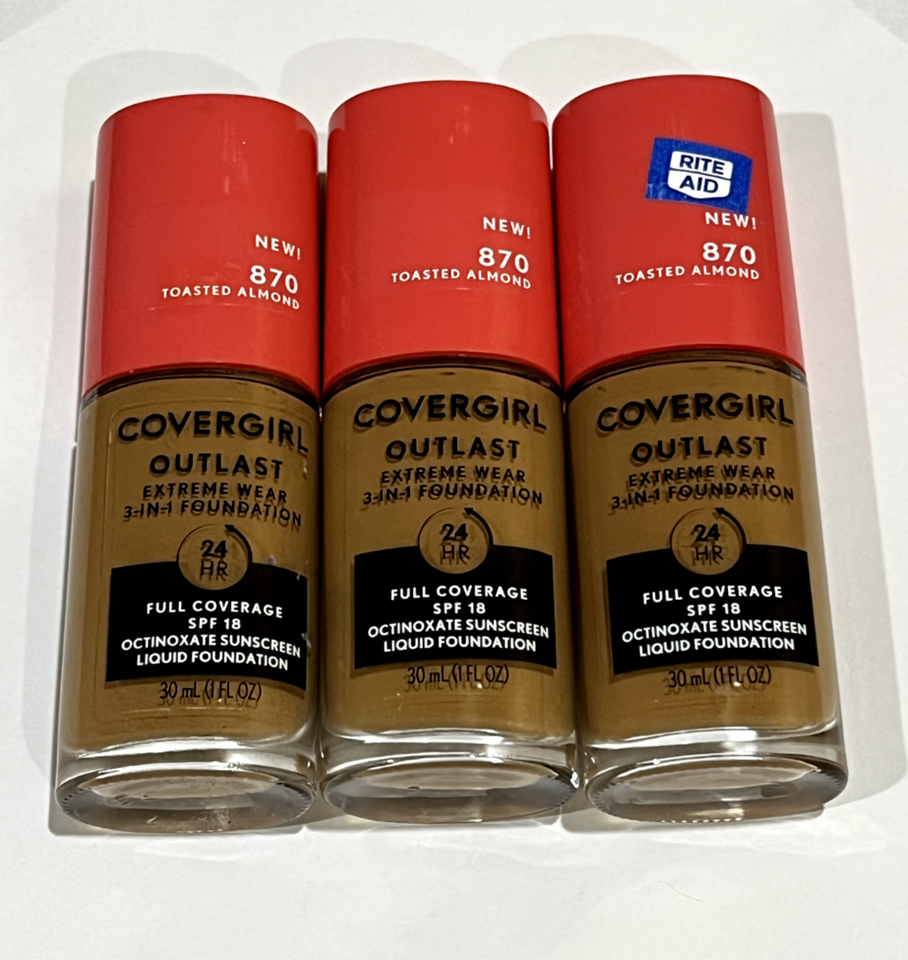 NEW!
870
TOASTED ALMOND
COVERGIRL
OUTLAST
EXTREME WEAR
3-IN-1 FOUNDATION
24
HR
FULL COVERAGE
SPF 18
OCTINOXATE SUNSCREEN
LIQUID FOUNDATION
30 mL (1 FL OZ)
NEW!
870
TOASTED ALMOND
COVERGIRL
OUTLAST
EXTREME WEAR
3-IN-1 FOUNDATION
24
HR
FULL COVERAGE
SPF 18
OCTINOXATE SUNSCREEN
LIQUID FOUNDATION
30 mL (1 FL OZ)
RITE
AID
NEW!
870
TOASTED ALMOND
COVERGIRL
OUTLAST
EXTREME WEAR
3-IN-1 FOUNDATION
24
HR
FULL COVERAGE
SPF 18
OCTINOXATE SUNSCREEN
LIQUID FOUNDATION
30 mL (1 FL OZ)